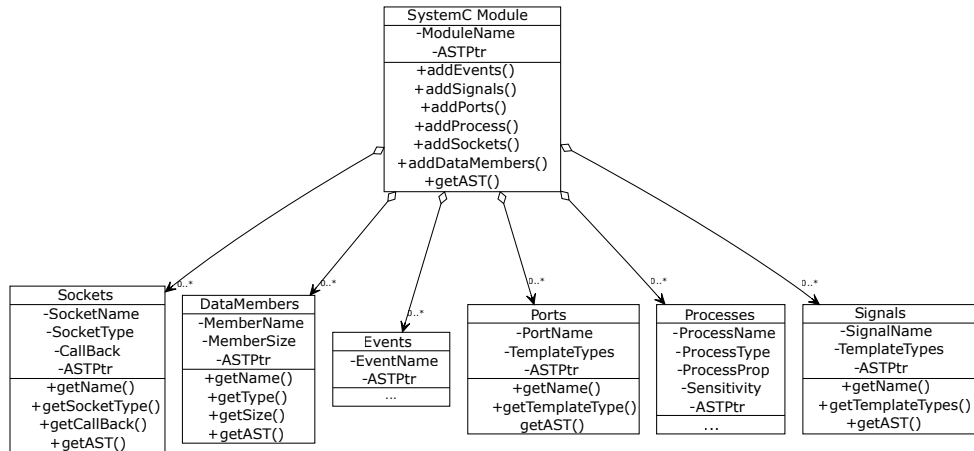 SystemC Module
-ModuleName
-ASTPtr
+addEvents()
+addSignals()
+addPorts()
+addProcess()
+addSockets()
+addDataMembers()
+getAST()
0..*
0..*
0..*
0..*
0..*
0..*
Sockets
-SocketName
-SocketType
-CallBack
-ASTPtr
+getName()
+getSocketType()
+getCallBack()
+getAST()
DataMembers
-MemberName
-MemberSize
-ASTPtr
+getName()
+getType()
+getSize()
+getAST()
Events
-EventName
-ASTPtr
...
Ports
-PortName
-TemplateTypes
-ASTPtr
+getName()
+getTemplateType()
getAST()
Processes
-ProcessName
-ProcessType
-ProcessProp
-Sensitivity
-ASTPtr
...
Signals
-SignalName
-TemplateTypes
-ASTPtr
+getName()
+getTemplateTypes()
+getAST()